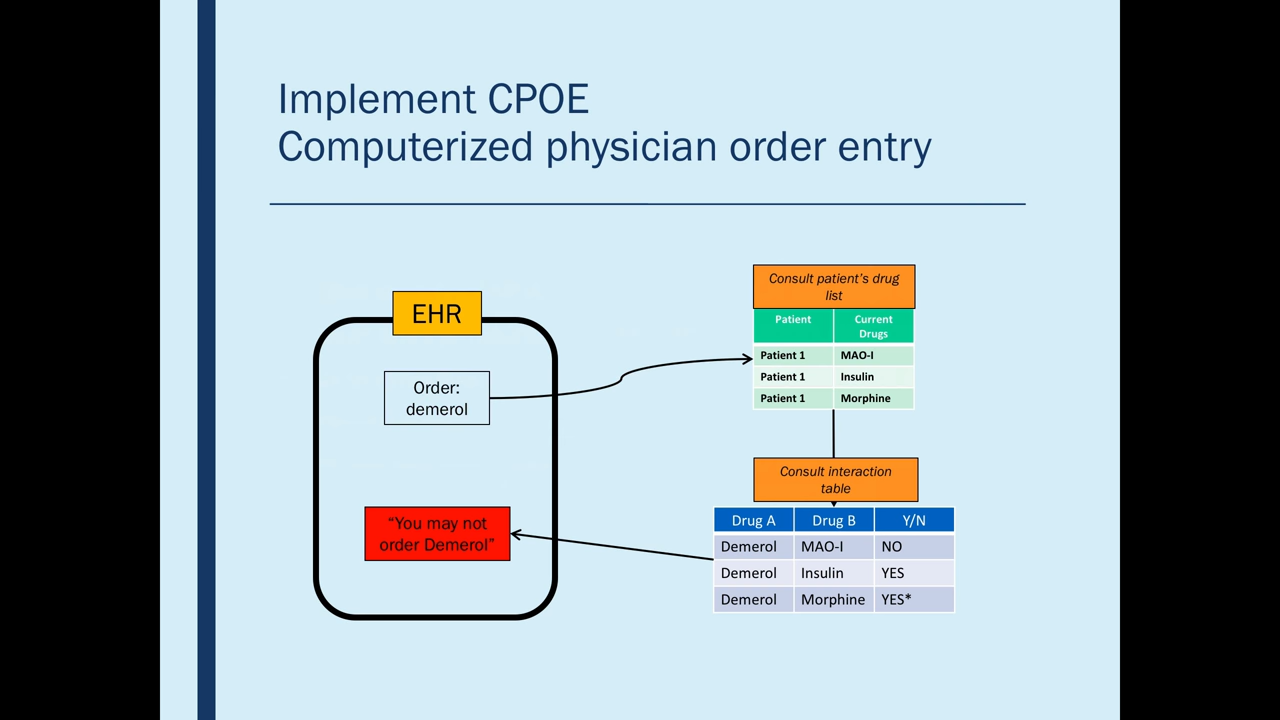 Implement CPOE
Computerized physician order entry
EHR
Order:
demerol
"You may not
order Demerol"
Consult patient's drug
list
Patient Current
Drugs
Patient 1 MAO-I
Patient 1 Insulin
Patient 1 Morphine
Consult interaction
table
Drug A Drug B Y/N
Demerol MAO-I NO
Demerol Insulin YES
Demerol Morphine YES*